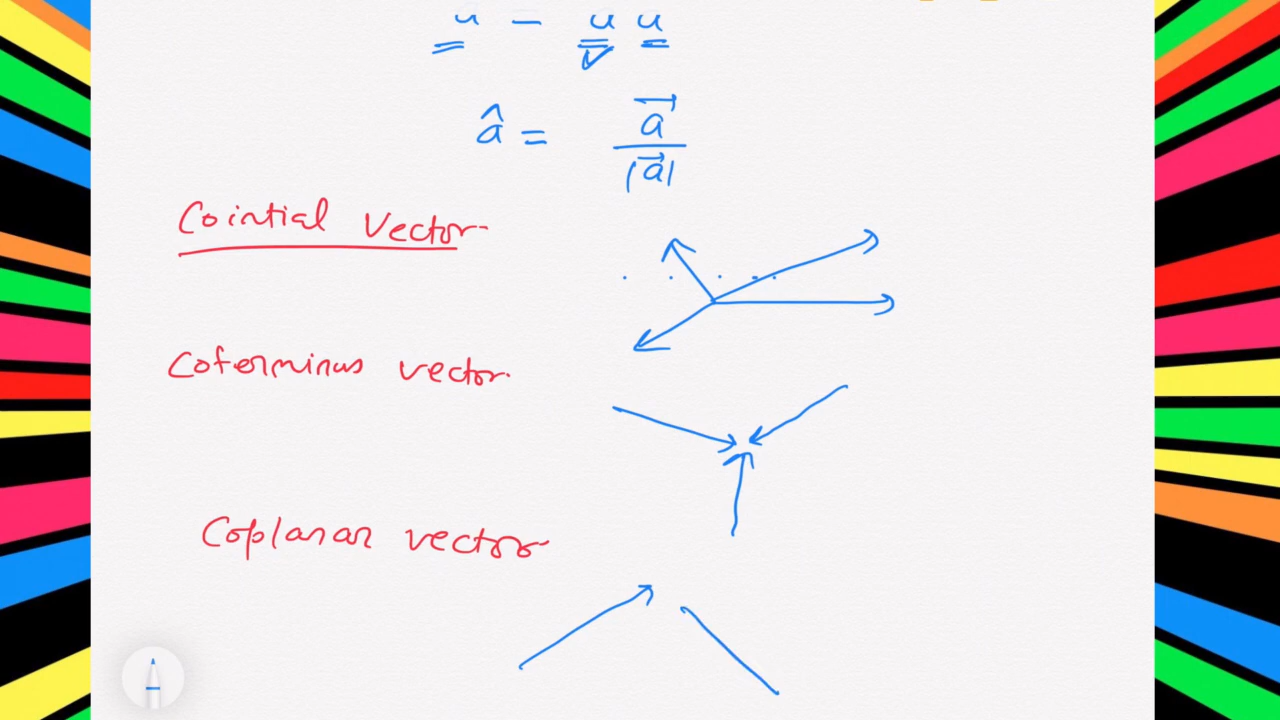 u - u u
â = a⃗ / |a⃗|
Cointial Vector
Coterminus vector.
Coplanar vector